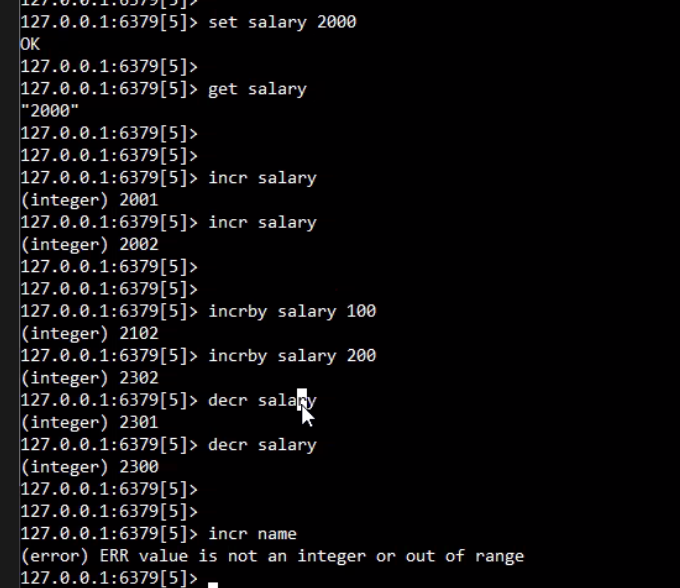 127.0.0.1:6379[5]>
127.0.0.1:6379[5]> set salary 2000
OK
127.0.0.1:6379[5]>
127.0.0.1:6379[5]> get salary
"2000"
127.0.0.1:6379[5]>
127.0.0.1:6379[5]>
127.0.0.1:6379[5]> incr salary
(integer) 2001
127.0.0.1:6379[5]> incr salary
(integer) 2002
127.0.0.1:6379[5]>
127.0.0.1:6379[5]>
127.0.0.1:6379[5]> incrby salary 100
(integer) 2102
127.0.0.1:6379[5]> incrby salary 200
(integer) 2302
127.0.0.1:6379[5]> decr salary
(integer) 2301
127.0.0.1:6379[5]> decr salary
(integer) 2300
127.0.0.1:6379[5]>
127.0.0.1:6379[5]>
127.0.0.1:6379[5]> incr name
(error) ERR value is not an integer or out of range
127.0.0.1:6379[5]>